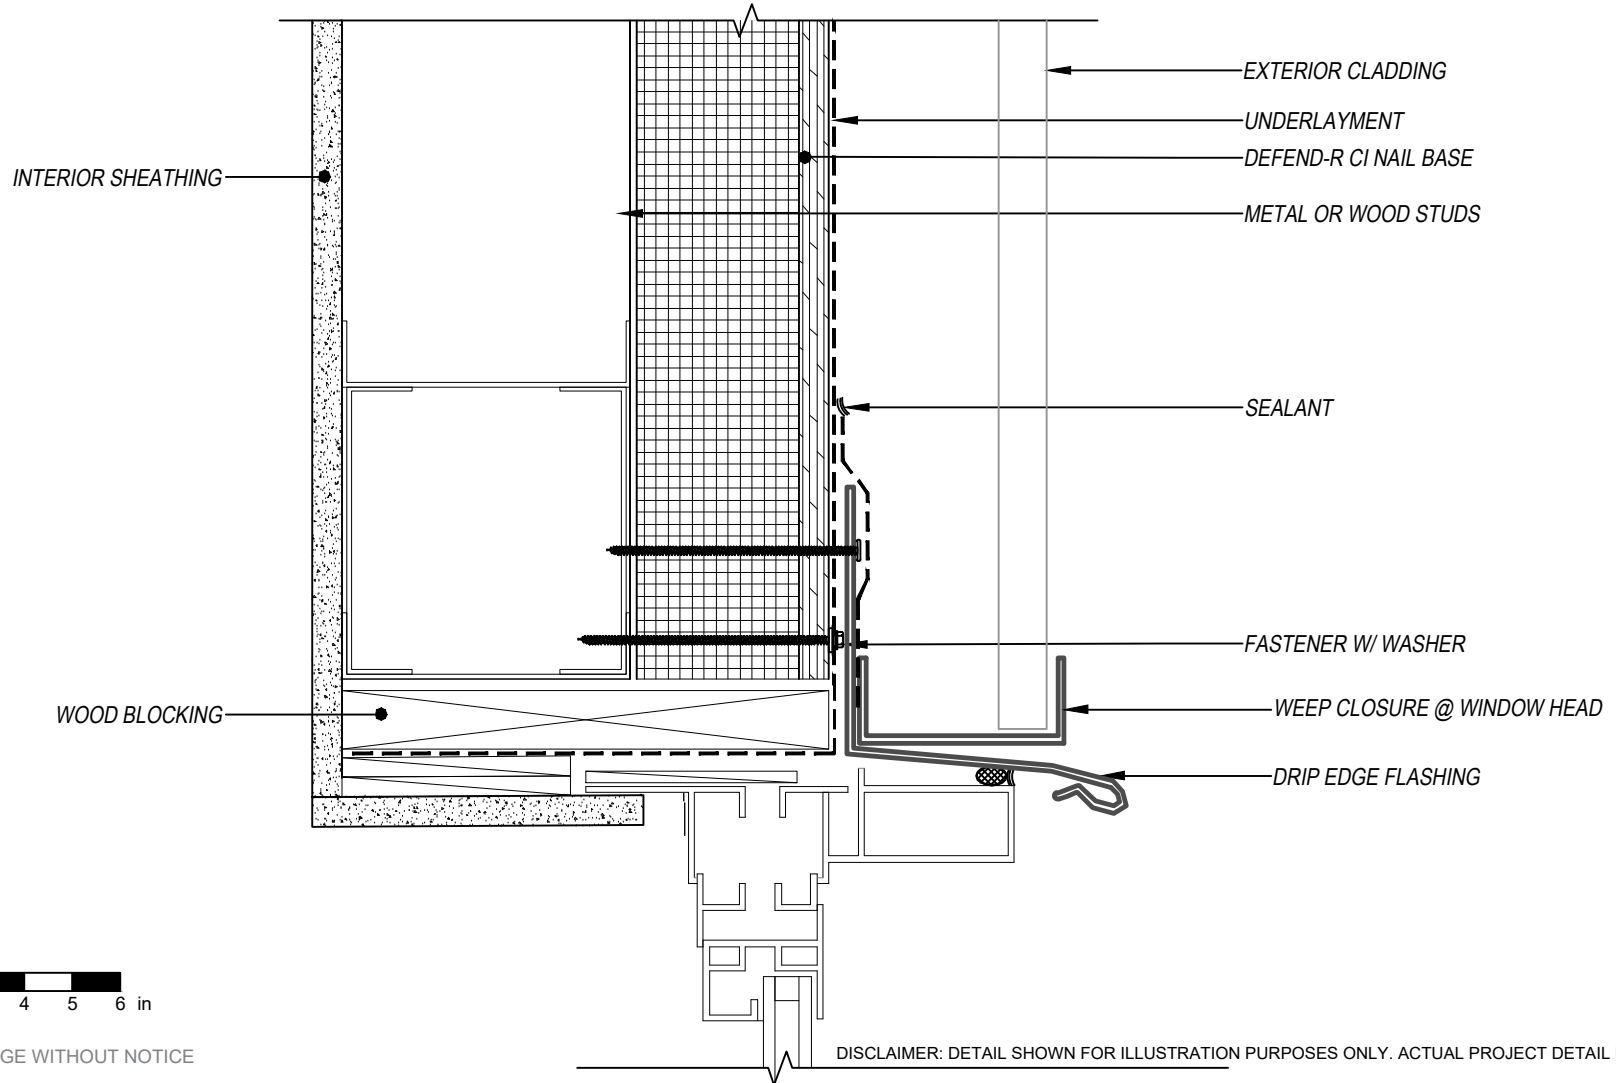 EXTERIOR CLADDING
UNDERLAYMENT
DEFEND-R CI NAIL BASE
INTERIOR SHEATHING
METAL OR WOOD STUDS
SEALANT
FASTENER W/ WASHER
WEEP CLOSURE @ WINDOW HEAD
WOOD BLOCKING
DRIP EDGE FLASHING
4 5 6 in
GE WITHOUT NOTICE
DISCLAIMER: DETAIL SHOWN FOR ILLUSTRATION PURPOSES ONLY. ACTUAL PROJECT DETAIL